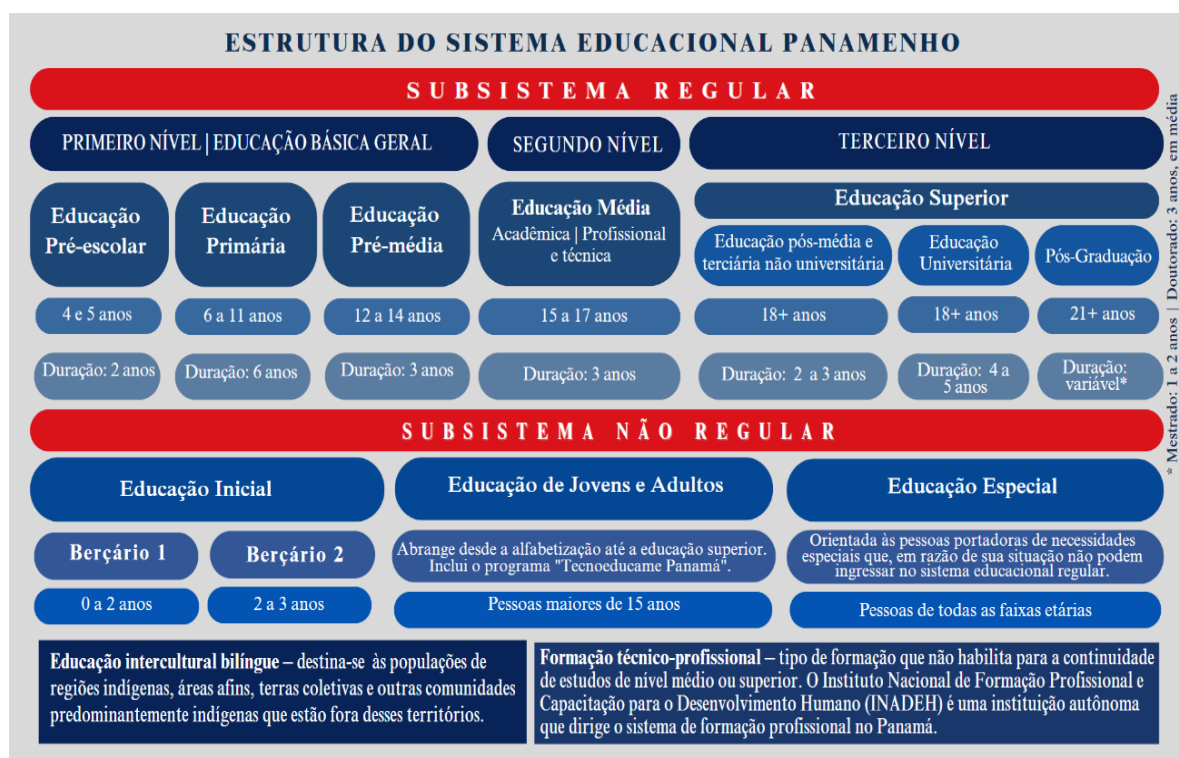 ESTRUTURA DO SISTEMA EDUCACIONAL PANAMENHO
SUBSISTEMA REGULAR
PRIMEIRO NÍVEL | EDUCAÇÃO BÁSICA GERAL
SEGUNDO NÍVEL
TERCEIRO NÍVEL
Educação
Pré-escolar
Educação
Primária
Educação
Pré-média
Educação Média
Acadêmica | Profissional
e técnica
Educação Superior
Educação pós-média e
terciária não universitária
Educação
Universitária
Pós-Graduação
4 e 5 anos
6 a 11 anos
12 a 14 anos
15 a 17 anos
18+ anos
18+ anos
21+ anos
Duração: 2 anos
Duração: 6 anos
Duração: 3 anos
Duração: 3 anos
Duração: 2 a 3 anos
Duração: 4 a
5 anos
Duração:
variável*
* Mestrado: 1 a 2 anos | Doutorado: 3 anos, em média
SUBSISTEMA NÃO REGULAR
Educação Inicial
Educação de Jovens e Adultos
Educação Especial
Berçário 1
Berçário 2
Abrange desde a alfabetização até a educação superior.
Inclui o programa "Tecnoeducame Panamá".
Orientada às pessoas portadoras de necessidades
especiais que, em razão de sua situação não podem
ingressar no sistema educacional regular.
0 a 2 anos
2 a 3 anos
Pessoas maiores de 15 anos
Pessoas de todas as faixas etárias
Educação intercultural bilíngue – destina-se às populações de
regiões indígenas, áreas afins, terras coletivas e outras comunidades
predominantemente indígenas que estão fora desses territórios.
Formação técnico-profissional – tipo de formação que não habilita para a continuidade
de estudos de nível médio ou superior. O Instituto Nacional de Formação Profissional e
Capacitação para o Desenvolvimento Humano (INADEH) é uma instituição autônoma
que dirige o sistema de formação profissional no Panamá.